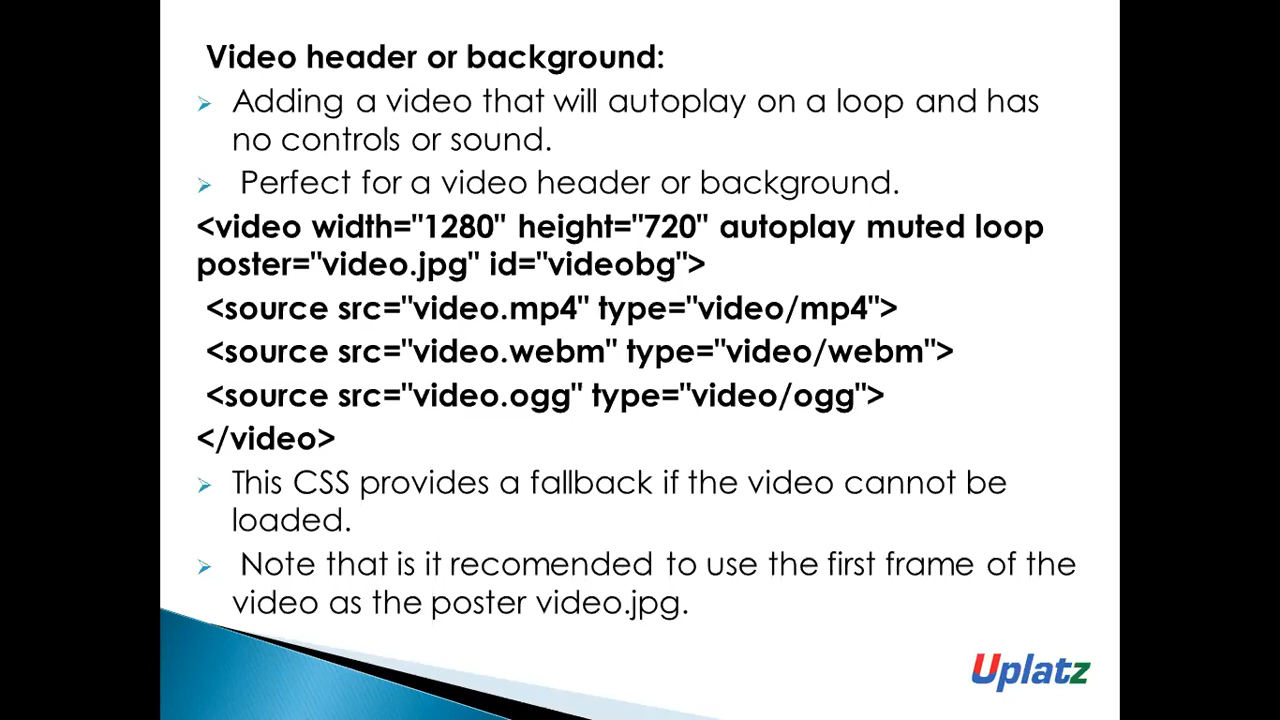 Video header or background:
Adding a video that will autoplay on a loop and has
no controls or sound.
Perfect for a video header or background.
<video width="1280" height="720" autoplay muted loop
poster="video.jpg" id="videobg">
<source src="video.mp4" type="video/mp4">
<source src="video.webm" type="video/webm">
<source src="video.ogg" type="video/ogg">
</video>
This CSS provides a fallback if the video cannot be
loaded.
Note that is it recomended to use the first frame of the
video as the poster video.jpg.
Uplatz